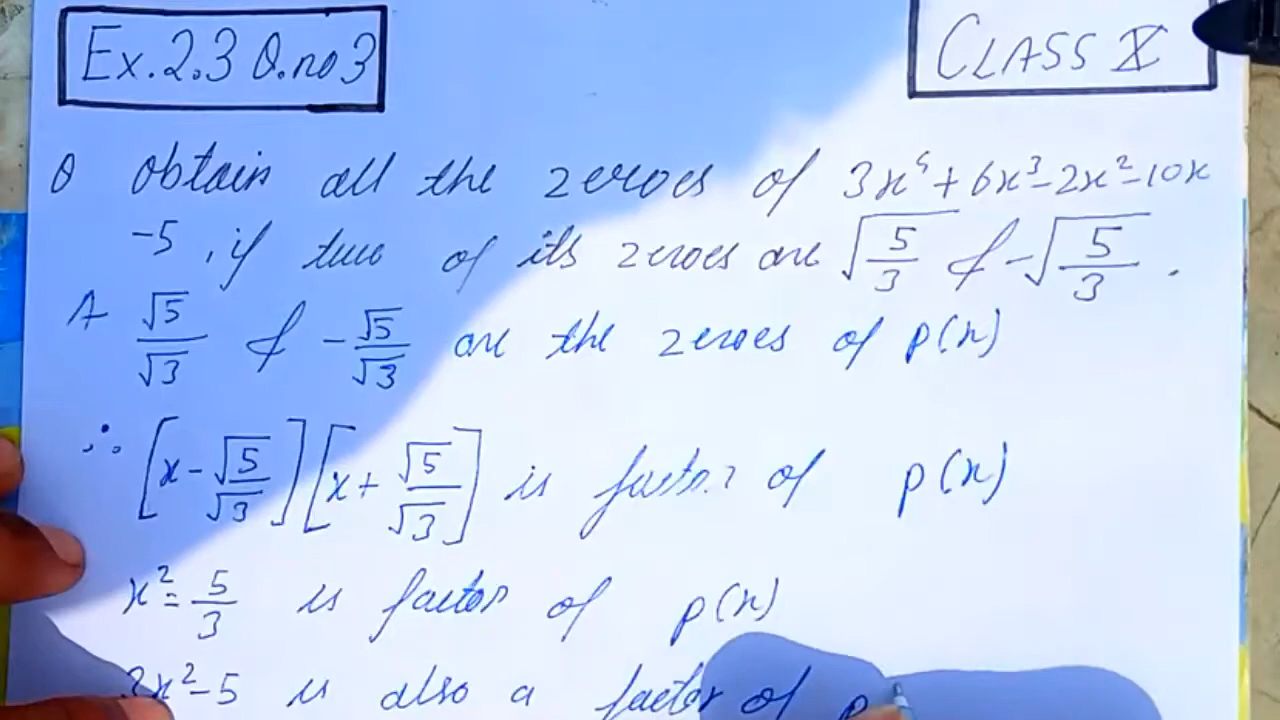 Ex.2.3 Q.no3
CLASS X
Q obtain all the zeroes of 3x⁴+6x³-2x²-10x
-5, if two of its zeroes are √(5/3) & -√(5/3).
A √5/√3 & -√5/√3 are the zeroes of p(x)
∴ [x-√5/√3][x+√5/√3] is factor of p(x)
x²-5/3 is factor of p(x)
3x²-5 is also a factor of p